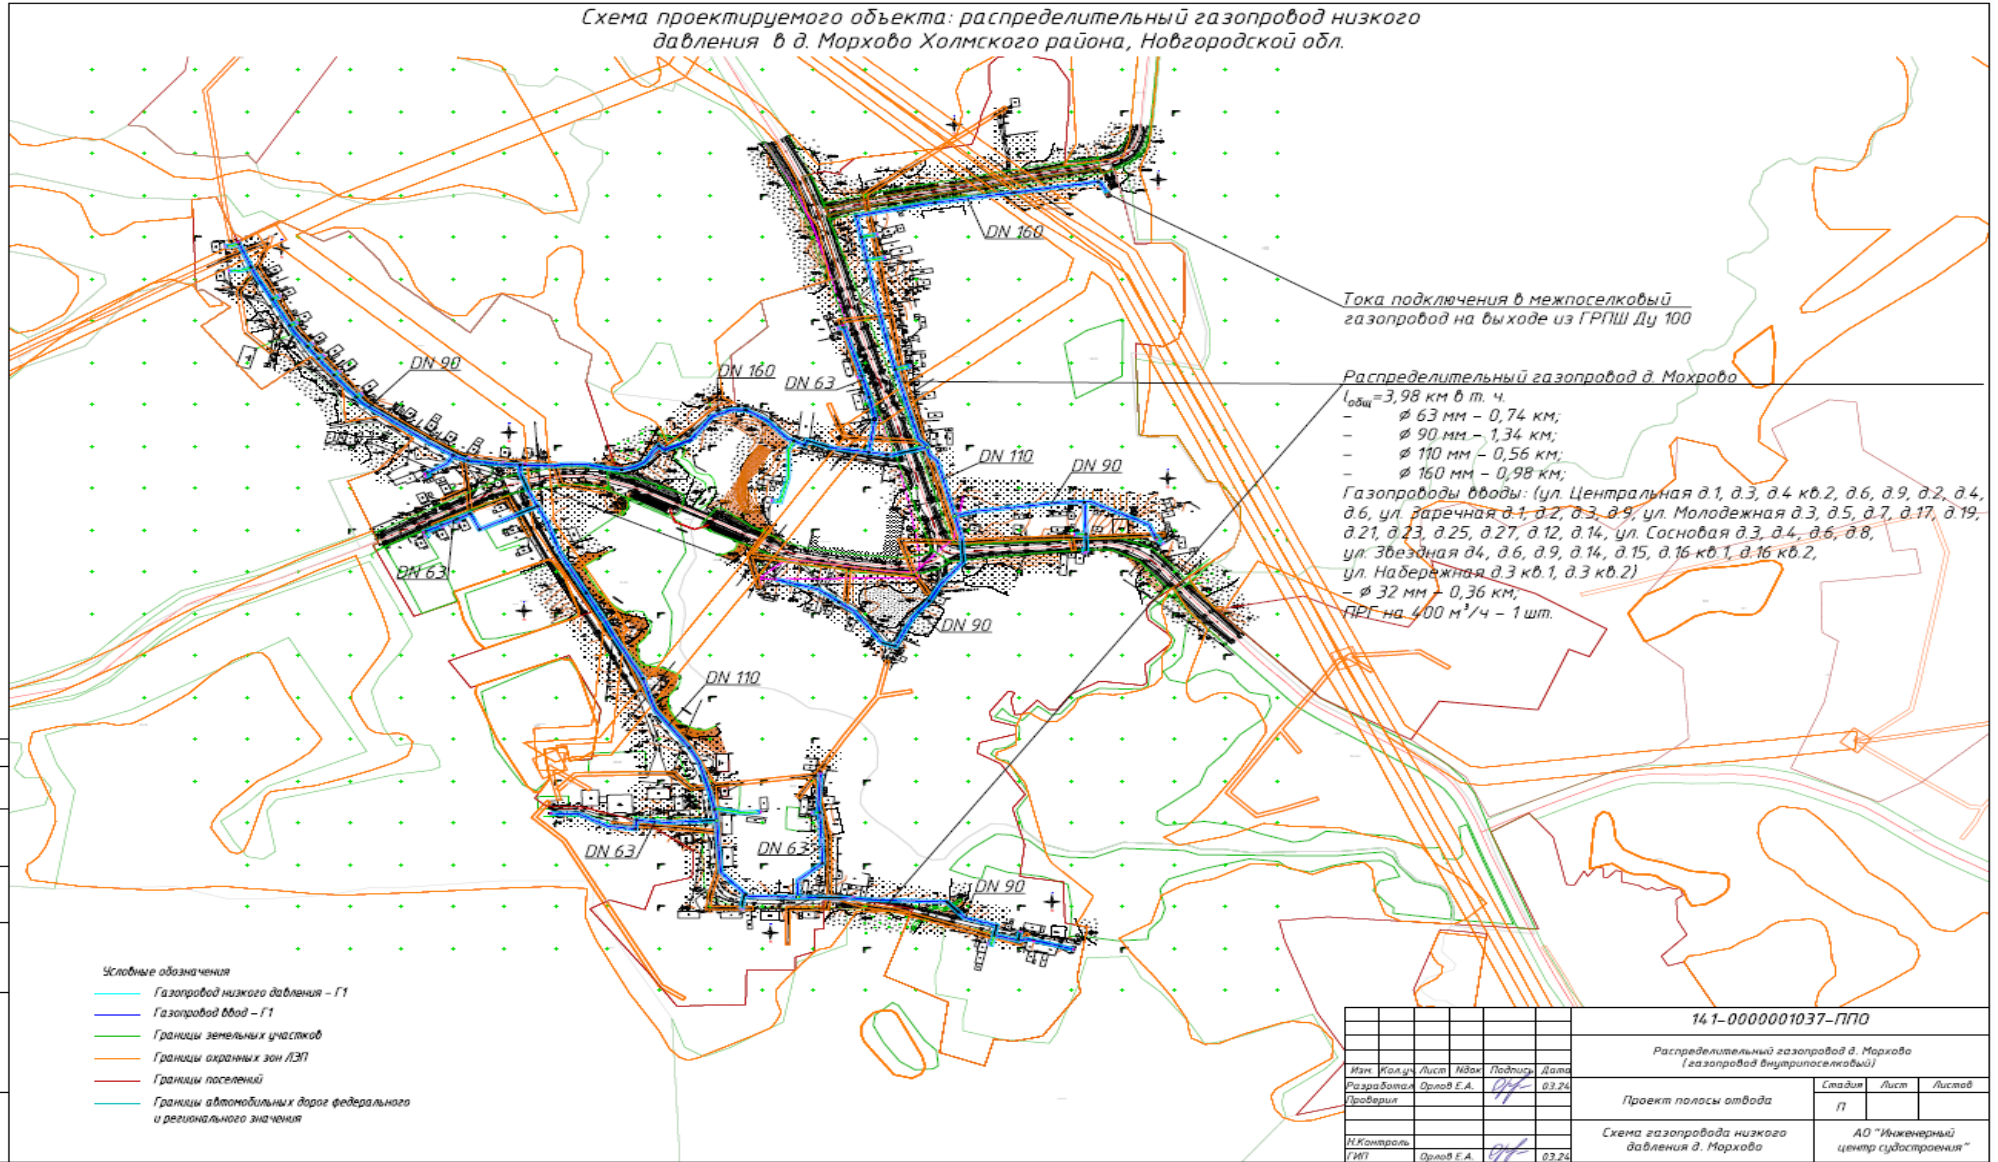 Схема проектируемого объекта: распределительный газопровод низкого
давления в д. Морхово Холмского района, Новгородской обл.
DN 160
Тока подключения в межпоселковый
газопровод на выходе из ГРПШ Ду 100
DN 90
DN 160
DN 63
Распределительный газопровод д. Мохрово
lобщ=3,98 км в т. ч.
- ϕ 63 мм – 0,74 км;
- ϕ 90 мм – 1,34 км;
- ϕ 110 мм – 0,56 км;
- ϕ 160 мм – 0,98 км;
Газопроводы вводы: (ул. Центральная д.1, д.3, д.4 кв.2, д.6, д.9, д.2, д.4,
д.6, ул. Заречная д.1, д.2, д.3, д.9, ул. Молодежная д.3, д.5, д.7, д.17, д.19,
д.21, д.23, д.25, д.27, д.12, д.14, ул. Сосновая д.3, д.4, д.6, д.8,
ул. Звездная д4, д.6, д.9, д.14, д.15, д.16 кв.1, д.16 кв.2,
ул. Набережная д.3 кв.1, д.3 кв.2)
- ϕ 32 мм – 0,36 км;
ПРГ на 400 м³/ч – 1 шт.
DN 110
DN 90
DN 63
DN 90
DN 110
DN 63
DN 63
DN 90
Условные обозначения
Газопровод низкого давления – Г1
Газопровод ввод – Г1
Границы земельных участков
Границы охранных зон ЛЭП
Границы поселений
Границы автомобильных дорог федерального
и регионального значения
141-0000001037-ППО
Распределительный газопровод д. Морхово
(газопровод внутрипоселковый)
Изм. Кол.уч. Лист №док Подпись Дата
Разработал Орлов Е.А. 03.24
Проверил
Проект полосы отвода
Стадия Лист Листов
П
Н.Контроль
ГИП Орлов Е.А. 03.24
Схема газопровода низкого
давления д. Морхово
АО "Инженерный
центр судостроения"